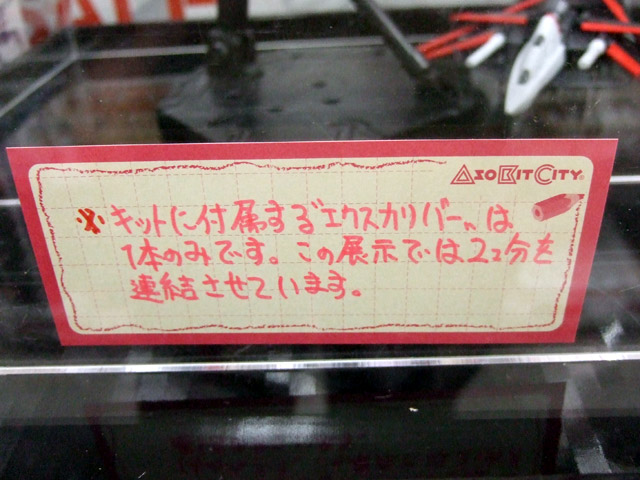 ASOBITCITY
※キットに付属する"エクスカリバー〟は
1本のみです。この展示では2コ分を
連結させています。